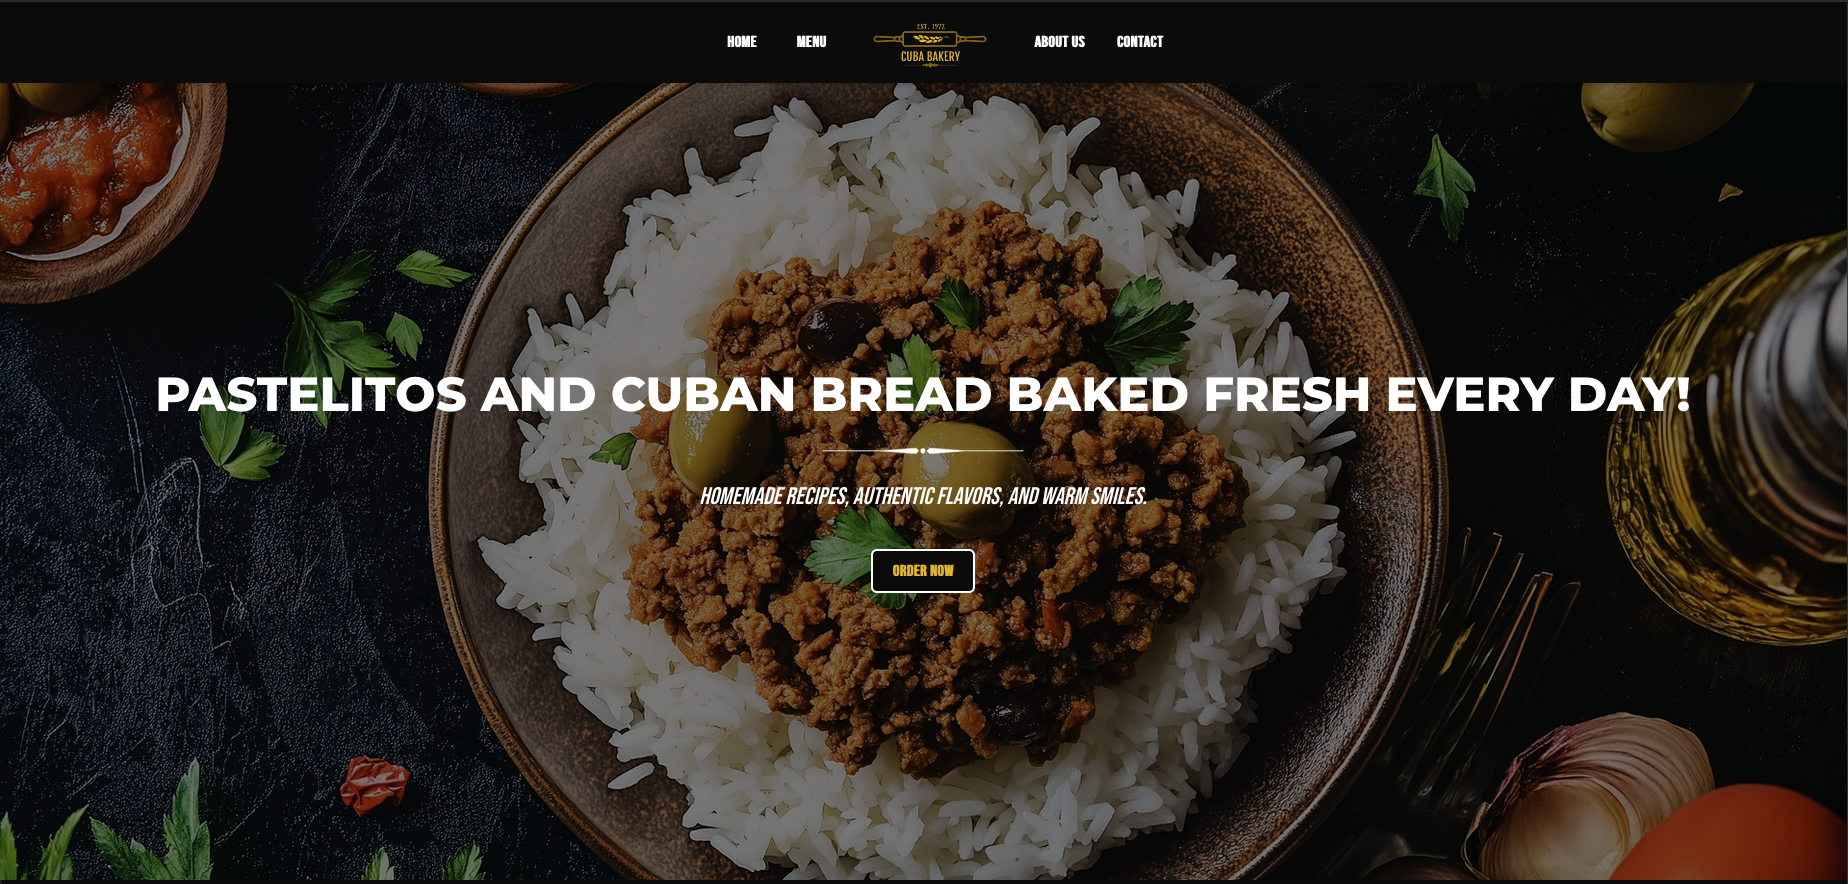 HOME
MENU
EST. 1972
CUBA BAKERY
ABOUT US
CONTACT
PASTELITOS AND CUBAN BREAD BAKED FRESH EVERY DAY!
HOMEMADE RECIPES, AUTHENTIC FLAVORS, AND WARM SMILES.
ORDER NOW